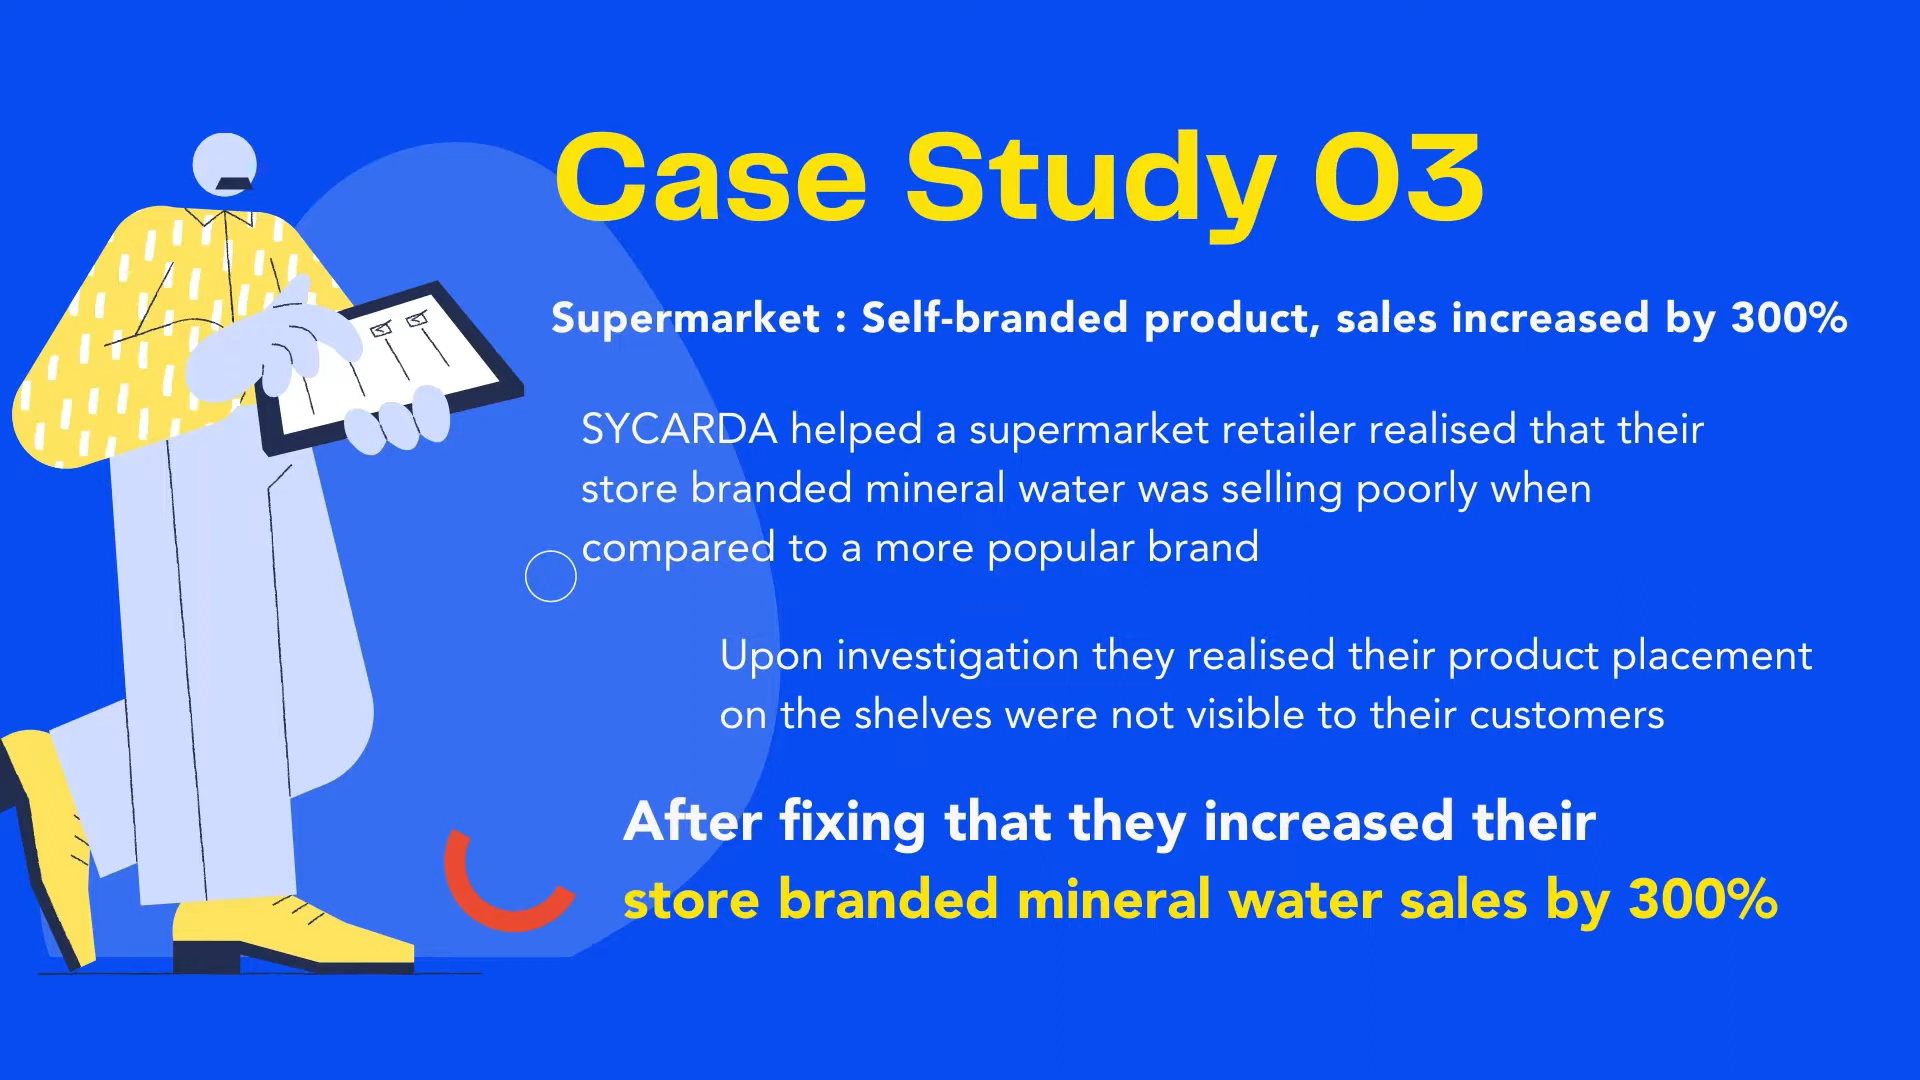 Case Study 03
Supermarket : Self-branded product, sales increased by 300%
SYCARDA helped a supermarket retailer realised that their
store branded mineral water was selling poorly when
compared to a more popular brand
Upon investigation they realised their product placement
on the shelves were not visible to their customers
After fixing that they increased their
store branded mineral water sales by 300%